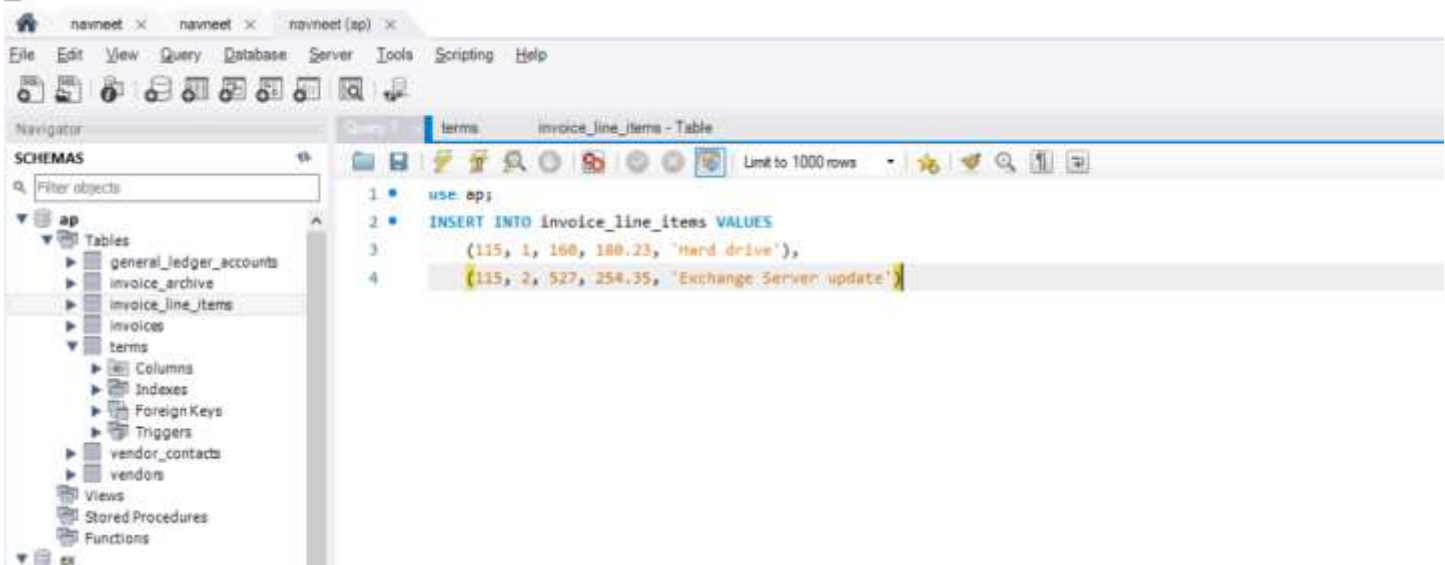 navneet × navneet × navneet (ap) ×
File Edit View Query Database Server Tools Scripting Help
Navigator
terms invoice_line_items - Table
SCHEMAS
Limit to 1000 rows
Filter objects
1 use ap;
2 INSERT INTO invoice_line_items VALUES
3 (115, 1, 160, 180.23, 'Hard drive'),
4 (115, 2, 527, 254.35, 'Exchange Server update')
ap
Tables
general_ledger_accounts
invoice_archive
invoice_line_items
invoices
terms
Columns
Indexes
Foreign Keys
Triggers
vendor_contacts
vendors
Views
Stored Procedures
Functions